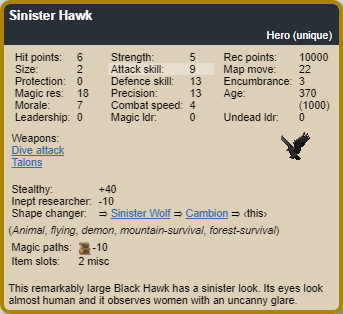 Sinister Hawk
Hero (unique)
Hit points: 6 Strength: 5 Rec points: 10000
Size: 2 Attack skill: 9 Map move: 22
Protection: 0 Defence skill: 13 Encumbrance: 3
Magic res: 18 Precision: 13 Age: 370
Morale: 7 Combat speed: 4 (1000)
Leadership: 0 Magic ldr: 0 Undead ldr: 0
Weapons:
Dive attack
Talons
Stealthy: +40
Inept researcher: -10
Shape changer: ⇒ Sinister Wolf ⇒ Cambion ⇒ ‹this›
(Animal, flying, demon, mountain-survival, forest-survival)
Magic paths: -10
Item slots: 2 misc
This remarkably large Black Hawk has a sinister look. Its eyes look
almost human and it observes women with an uncanny glare.